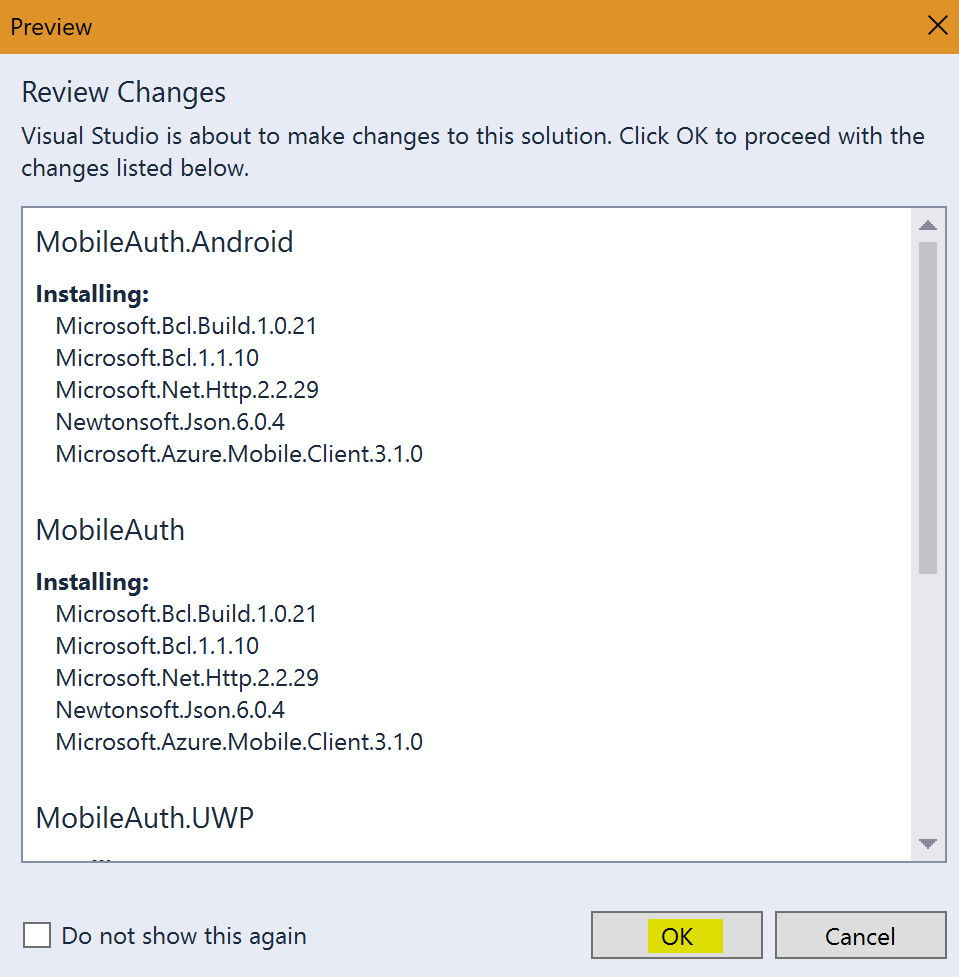 Preview
Review Changes
Visual Studio is about to make changes to this solution. Click OK to proceed with the
changes listed below.
MobileAuth.Android
Installing:
Microsoft.Bcl.Build.1.0.21
Microsoft.Bcl.1.1.10
Microsoft.Net.Http.2.2.29
Newtonsoft.Json.6.0.4
Microsoft.Azure.Mobile.Client.3.1.0
MobileAuth
Installing:
Microsoft.Bcl.Build.1.0.21
Microsoft.Bcl.1.1.10
Microsoft.Net.Http.2.2.29
Newtonsoft.Json.6.0.4
Microsoft.Azure.Mobile.Client.3.1.0
MobileAuth.UWP
Do not show this again
OK
Cancel